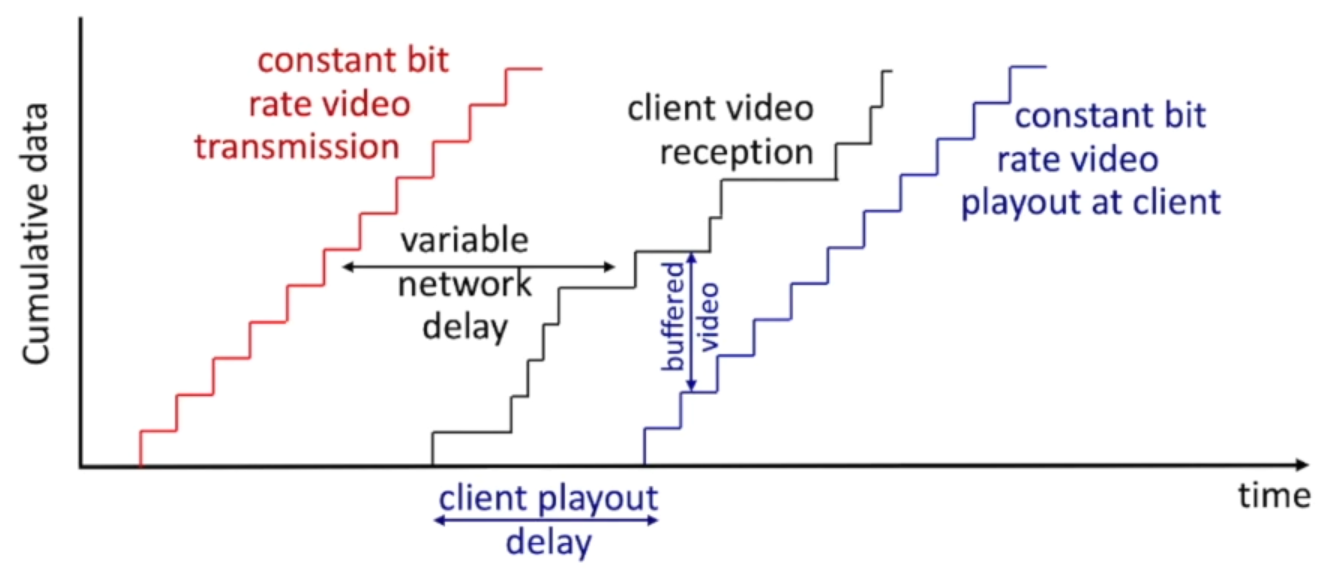 constant bit
rate video
transmission
client video
reception
constant bit
rate video
playout at client
Cumulative data
variable
network
delay
buffered
video
time
client playout
delay